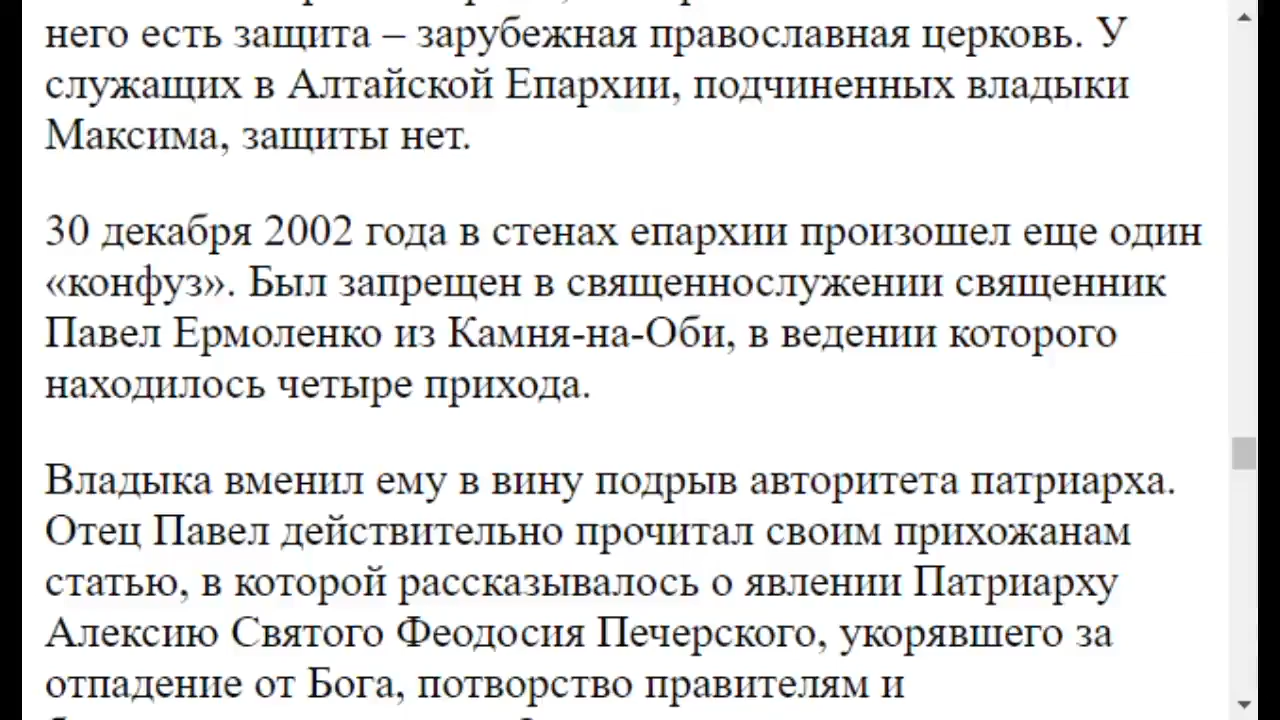 него есть защита – зарубежная православная церковь. У
служащих в Алтайской Епархии, подчиненных владыки
Максима, защиты нет.
30 декабря 2002 года в стенах епархии произошел еще один
«конфуз». Был запрещен в священнослужении священник
Павел Ермоленко из Камня-на-Оби, в ведении которого
находилось четыре прихода.
Владыка вменил ему в вину подрыв авторитета патриарха.
Отец Павел действительно прочитал своим прихожанам
статью, в которой рассказывалось о явлении Патриарху
Алексию Святого Феодосия Печерского, укорявшего за
отпадение от Бога, потворство правителям и